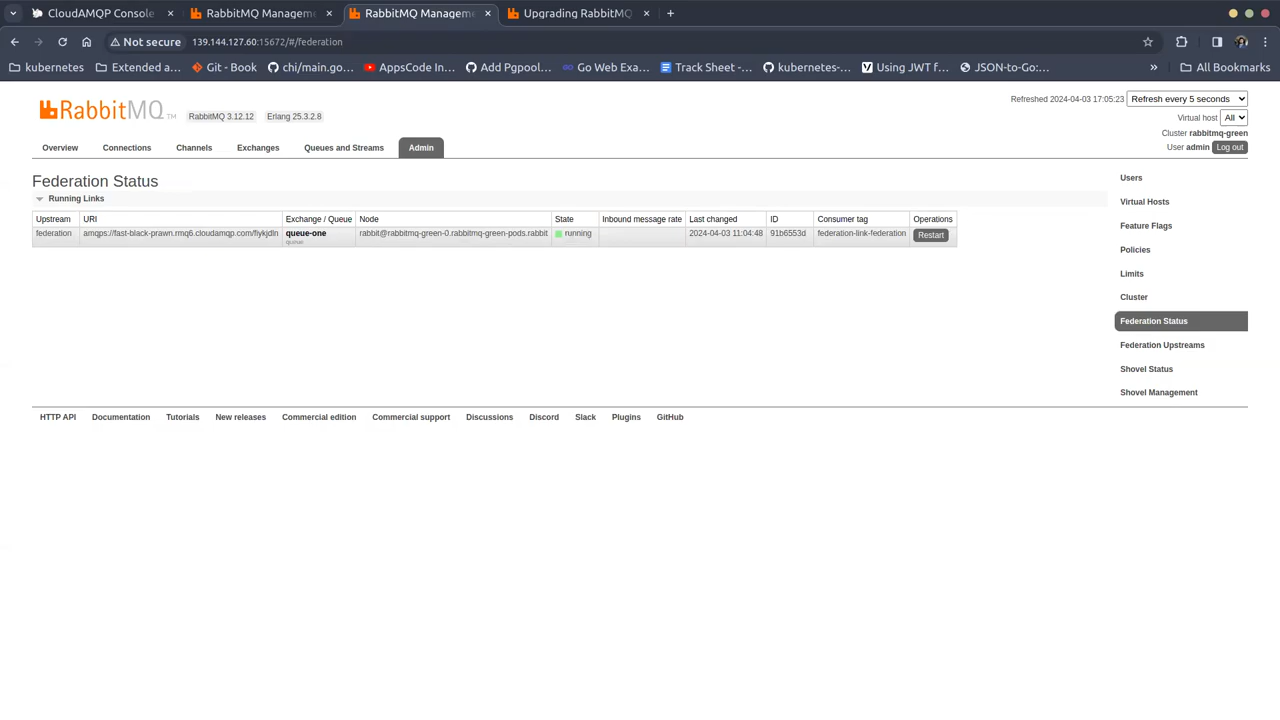 CloudAMQP Console
RabbitMQ Manageme
RabbitMQ Manageme
Upgrading RabbitMQ
Not secure
139.144.127.60:15672/#/federation
kubernetes
Extended a...
Git - Book
chi/main.go...
AppsCode In...
Add Pgpool...
Go Web Exa...
Track Sheet -...
kubernetes-...
Using JWT f...
JSON-to-Go:...
»
All Bookmarks
RabbitMQ TM
RabbitMQ 3.12.12
Erlang 25.3.2.8
Refreshed 2024-04-03 17:05:23
Refresh every 5 seconds
Virtual host
All
Cluster rabbitmq-green
User admin
Log out
Overview
Connections
Channels
Exchanges
Queues and Streams
Admin
Federation Status
Running Links
Upstream
URI
Exchange / Queue
Node
State
Inbound message rate
Last changed
ID
Consumer tag
Operations
federation
amqps://fast-black-prawn.rmq6.cloudamqp.com/fiykjdln
queue-one
queue
rabbit@rabbitmq-green-0.rabbitmq-green-pods.rabbit
running
2024-04-03 11:04:48
91b6553d
federation-link-federation
Restart
Users
Virtual Hosts
Feature Flags
Policies
Limits
Cluster
Federation Status
Federation Upstreams
Shovel Status
Shovel Management
HTTP API
Documentation
Tutorials
New releases
Commercial edition
Commercial support
Discussions
Discord
Slack
Plugins
GitHub